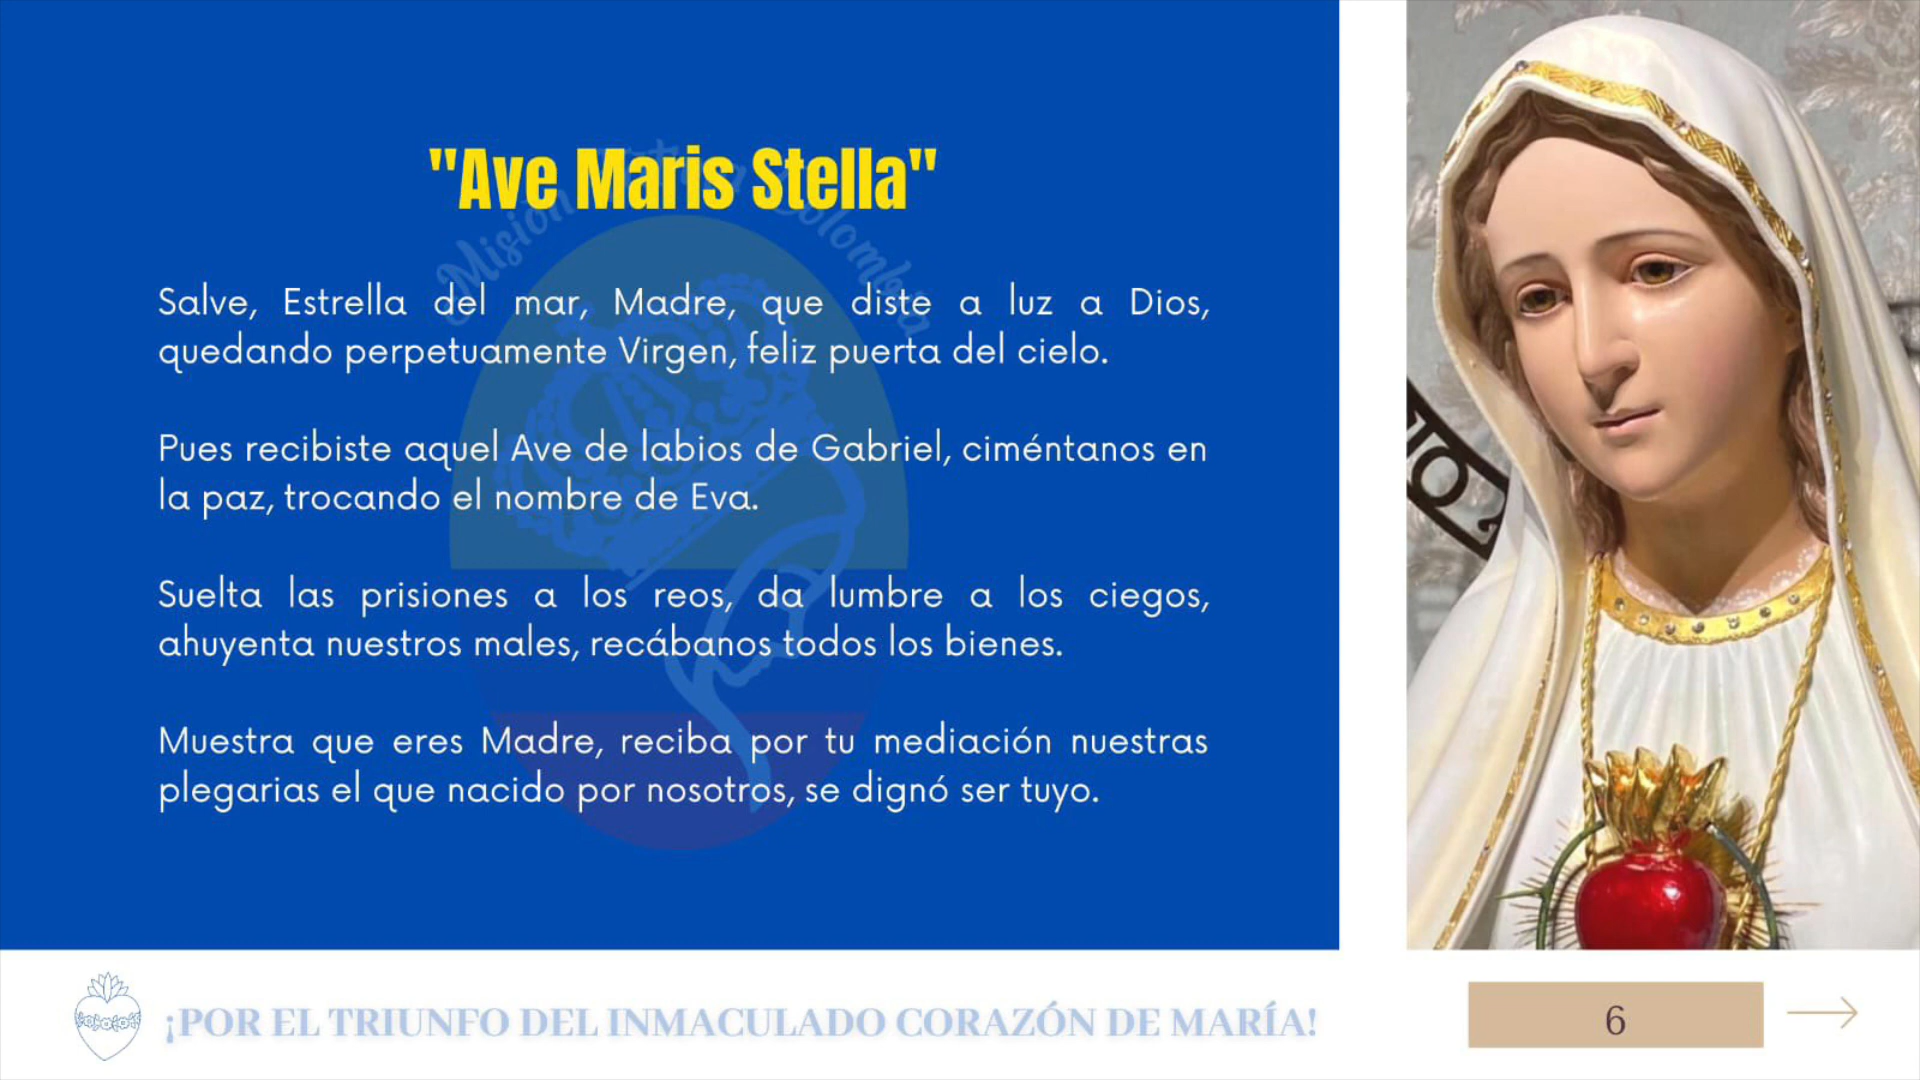 "Ave Maris Stella"
Misión Colombia
Salve, Estrella del mar, Madre, que diste a luz a Dios,
quedando perpetuamente Virgen, feliz puerta del cielo.
Pues recibiste aquel Ave de labios de Gabriel, ciméntanos en
la paz, trocando el nombre de Eva.
Suelta las prisiones a los reos, da lumbre a los ciegos,
ahuyenta nuestros males, recábanos todos los bienes.
Muestra que eres Madre, reciba por tu mediación nuestras
plegarias el que nacido por nosotros, se dignó ser tuyo.
¡POR EL TRIUNFO DEL INMACULADO CORAZÓN DE MARÍA!
6